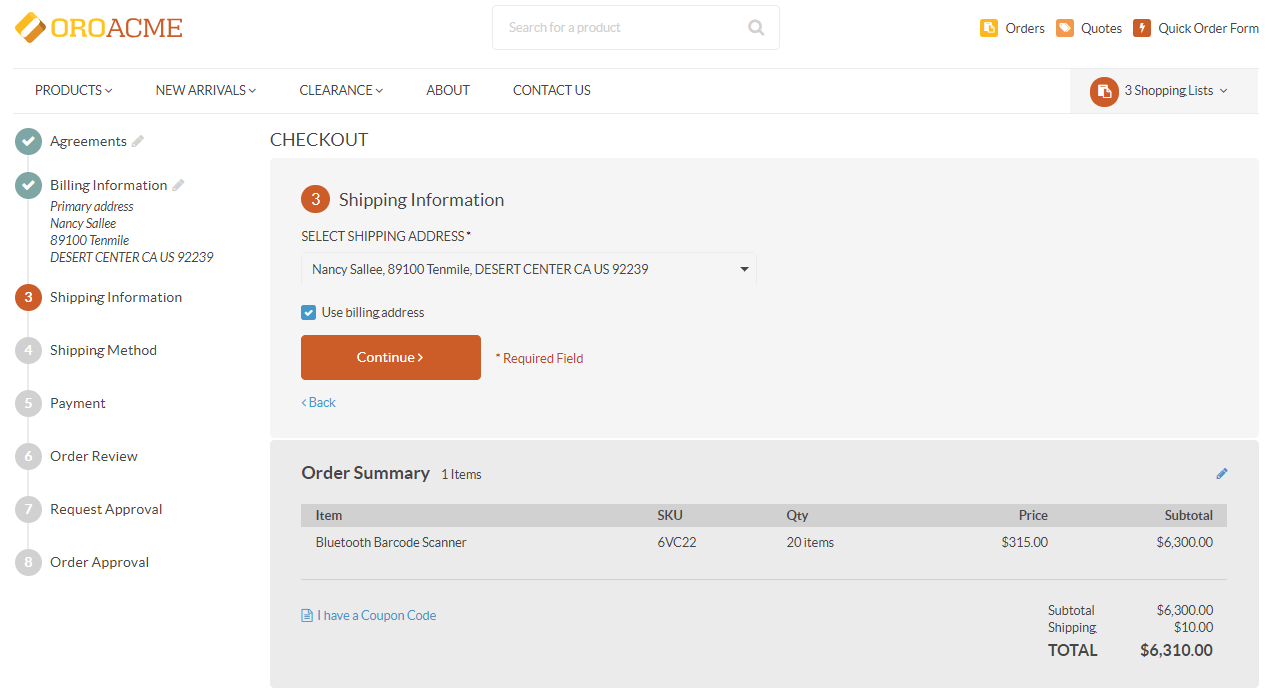 OROACME
Search for a product
Orders Quotes Quick Order Form
PRODUCTS NEW ARRIVALS CLEARANCE ABOUT CONTACT US
3 Shopping Lists
Agreements
Billing Information
Primary address
Nancy Sallee
89100 Tenmile
DESERT CENTER CA US 92239
3 Shipping Information
4 Shipping Method
5 Payment
6 Order Review
7 Request Approval
8 Order Approval
CHECKOUT
3 Shipping Information
SELECT SHIPPING ADDRESS *
Nancy Sallee, 89100 Tenmile, DESERT CENTER CA US 92239
Use billing address
Continue >
* Required Field
< Back
Order Summary 1 Items
Item SKU Qty Price Subtotal
Bluetooth Barcode Scanner 6VC22 20 items $315.00 $6,300.00
I have a Coupon Code
Subtotal $6,300.00
Shipping $10.00
TOTAL $6,310.00